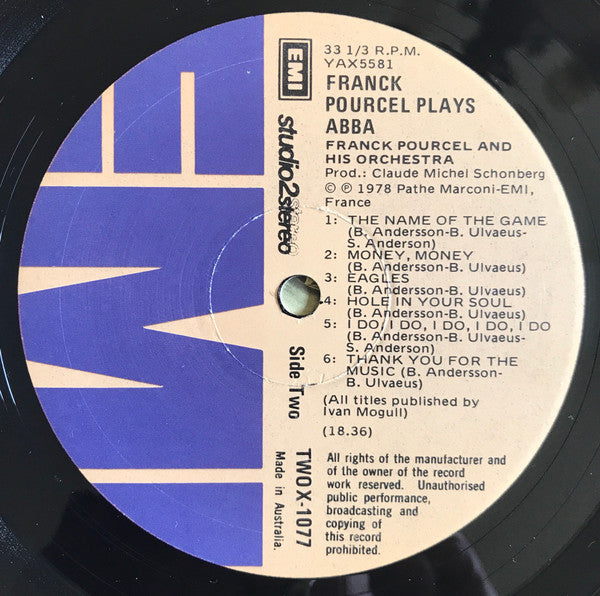 EMI
EMI
studio2stereo
33 1/3 R.P.M.
YAX5581
FRANCK
POURCEL PLAYS
ABBA
FRANCK POURCEL AND
HIS ORCHESTRA
Prod.: Claude Michel Schonberg
© ℗ 1978 Pathe Marconi-EMI,
France
1: THE NAME OF THE GAME
(B. Andersson-B. Ulvaeus-
S. Anderson)
2: MONEY, MONEY
(B. Andersson-B. Ulvaeus)
3: EAGLES
(B. Andersson-B. Ulvaeus)
4: HOLE IN YOUR SOUL
(B. Andersson-B. Ulvaeus)
5: I DO, I DO, I DO, I DO, I DO
(B. Andersson-B. Ulvaeus-
S. Anderson)
6: THANK YOU FOR THE
MUSIC (B. Andersson-
B. Ulvaeus)
(All titles published by
Ivan Mogull)
(18.36)
Side Two
TWOX-1077
Made in Australia.
All rights of the manufacturer and
of the owner of the record
work reserved. Unauthorised
public performance,
broadcasting and
copying of
this record
prohibited.